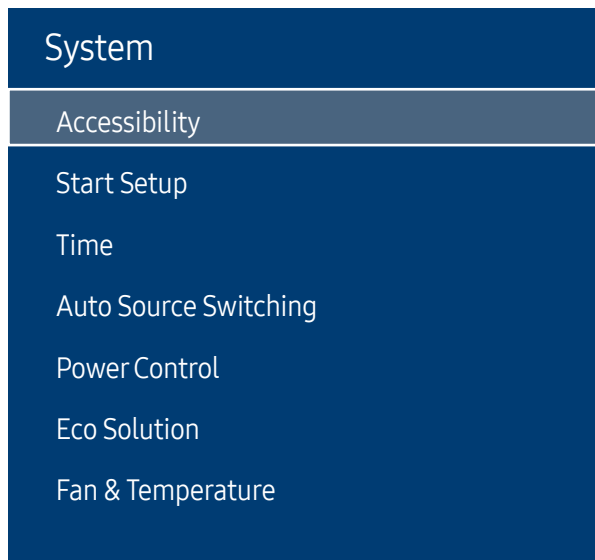 System
Accessibility
Start Setup
Time
Auto Source Switching
Power Control
Eco Solution
Fan & Temperature